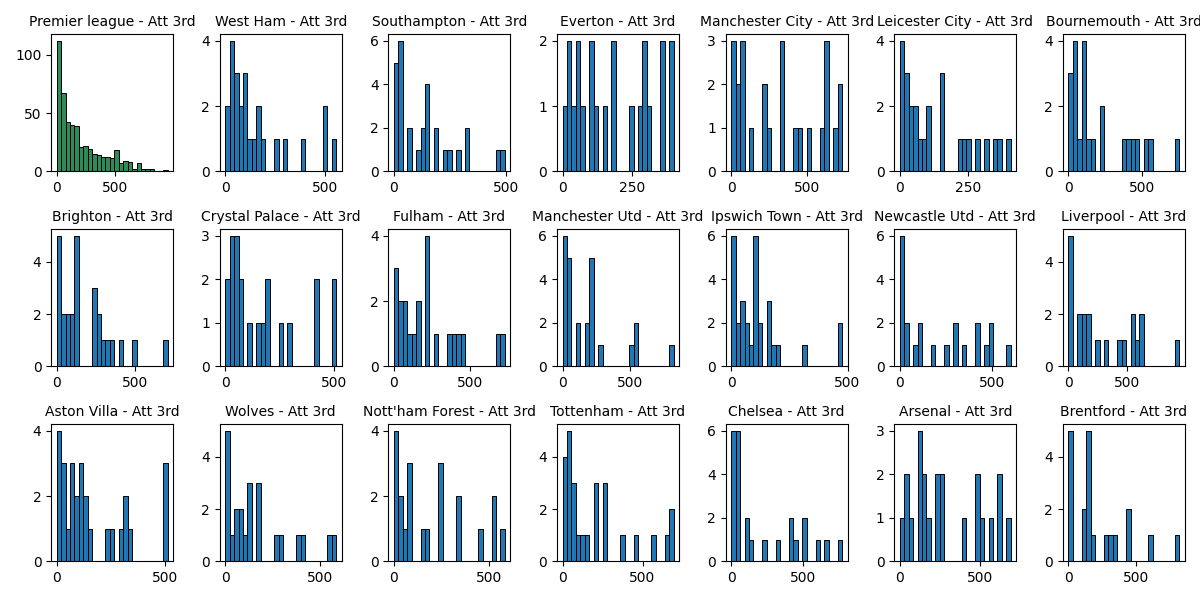 Premier league - Att 3rd West Ham - Att 3rd Southampton - Att 3rd Everton - Att 3rd Manchester City - Att 3rd Leicester City - Att 3rd Bournemouth - Att 3rd
100 4 6 2 3 4 4
50 2 4 1 2 2 2
0 0 2 0 1 0 0
0 500 0 500 0 0 250 0 0 250 0 500
0 500 0 500
Brighton - Att 3rd Crystal Palace - Att 3rd Fulham - Att 3rd Manchester Utd - Att 3rd Ipswich Town - Att 3rd Newcastle Utd - Att 3rd Liverpool - Att 3rd
4 3 4 6 6 6 4
2 2 2 4 4 4 2
0 1 0 2 2 2 0
0 500 0 0 500 0 0 0 0 500
0 500 0 500 0 500 0 500
Aston Villa - Att 3rd Wolves - Att 3rd Nott'ham Forest - Att 3rd Tottenham - Att 3rd Chelsea - Att 3rd Arsenal - Att 3rd Brentford - Att 3rd
4 4 4 4 6 3 4
2 2 2 2 4 2 2
0 0 0 0 2 1 0
0 500 0 500 0 500 0 500 0 0 0 500
0 500 0 500